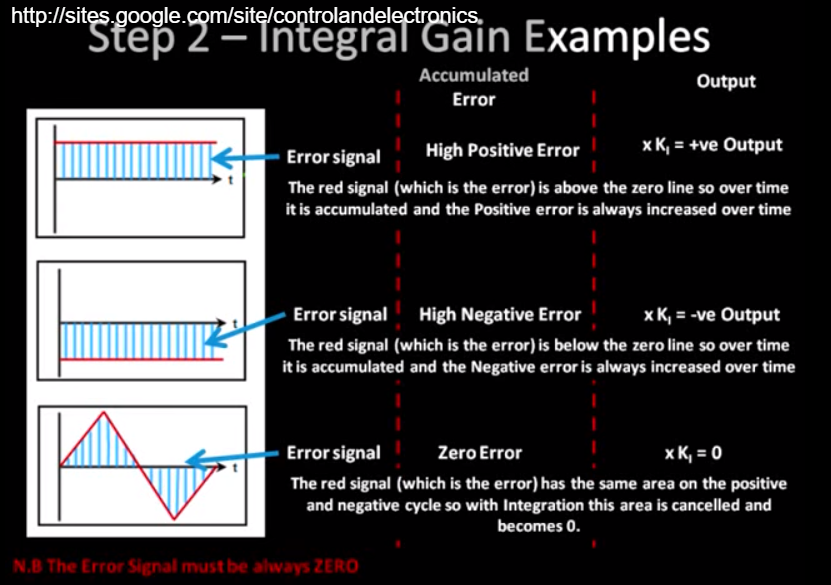 http://sites.google.com/site/controlandelectronics
Step 2 – Integral Gain Examples
Accumulated
Error
Output
Error signal
High Positive Error
x K₁ = +ve Output
t
The red signal (which is the error) is above the zero line so over time
it is accumulated and the Positive error is always increased over time
Error signal
High Negative Error
x K₁ = -ve Output
t
The red signal (which is the error) is below the zero line so over time
it is accumulated and the Negative error is always increased over time
Error signal
Zero Error
x K₁ = 0
t
The red signal (which is the error) has the same area on the positive
and negative cycle so with Integration this area is cancelled and
becomes 0.
N.B The Error Signal must be always ZERO